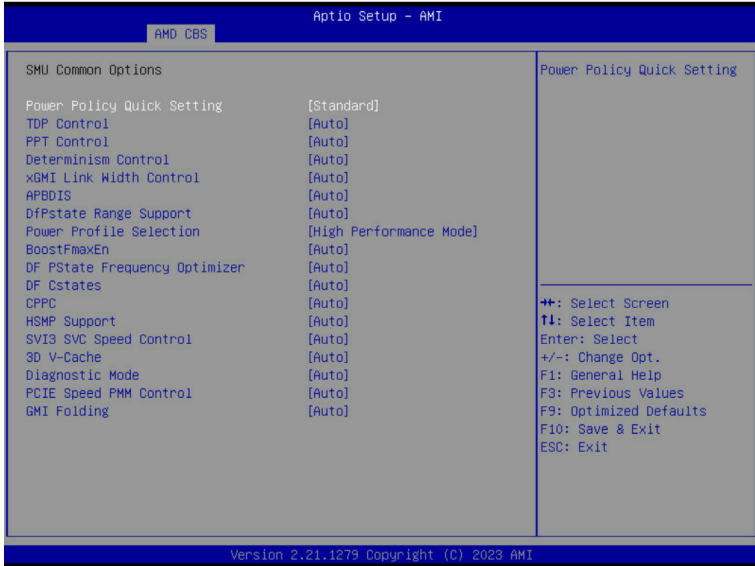 Aptio Setup - AMI
AMD CBS
SMU Common Options
Power Policy Quick Setting [Standard]
TDP Control [Auto]
PPT Control [Auto]
Determinism Control [Auto]
xGMI Link Width Control [Auto]
APBDIS [Auto]
DfPstate Range Support [Auto]
Power Profile Selection [High Performance Mode]
BoostFmaxEn [Auto]
DF PState Frequency Optimizer [Auto]
DF Cstates [Auto]
CPPC [Auto]
HSMP Support [Auto]
SVI3 SVC Speed Control [Auto]
3D V-Cache [Auto]
Diagnostic Mode [Auto]
PCIE Speed PMM Control [Auto]
GMI Folding [Auto]
Power Policy Quick Setting
→←: Select Screen
↑↓: Select Item
Enter: Select
+/-: Change Opt.
F1: General Help
F3: Previous Values
F9: Optimized Defaults
F10: Save & Exit
ESC: Exit
Version 2.21.1279 Copyright (C) 2023 AMI